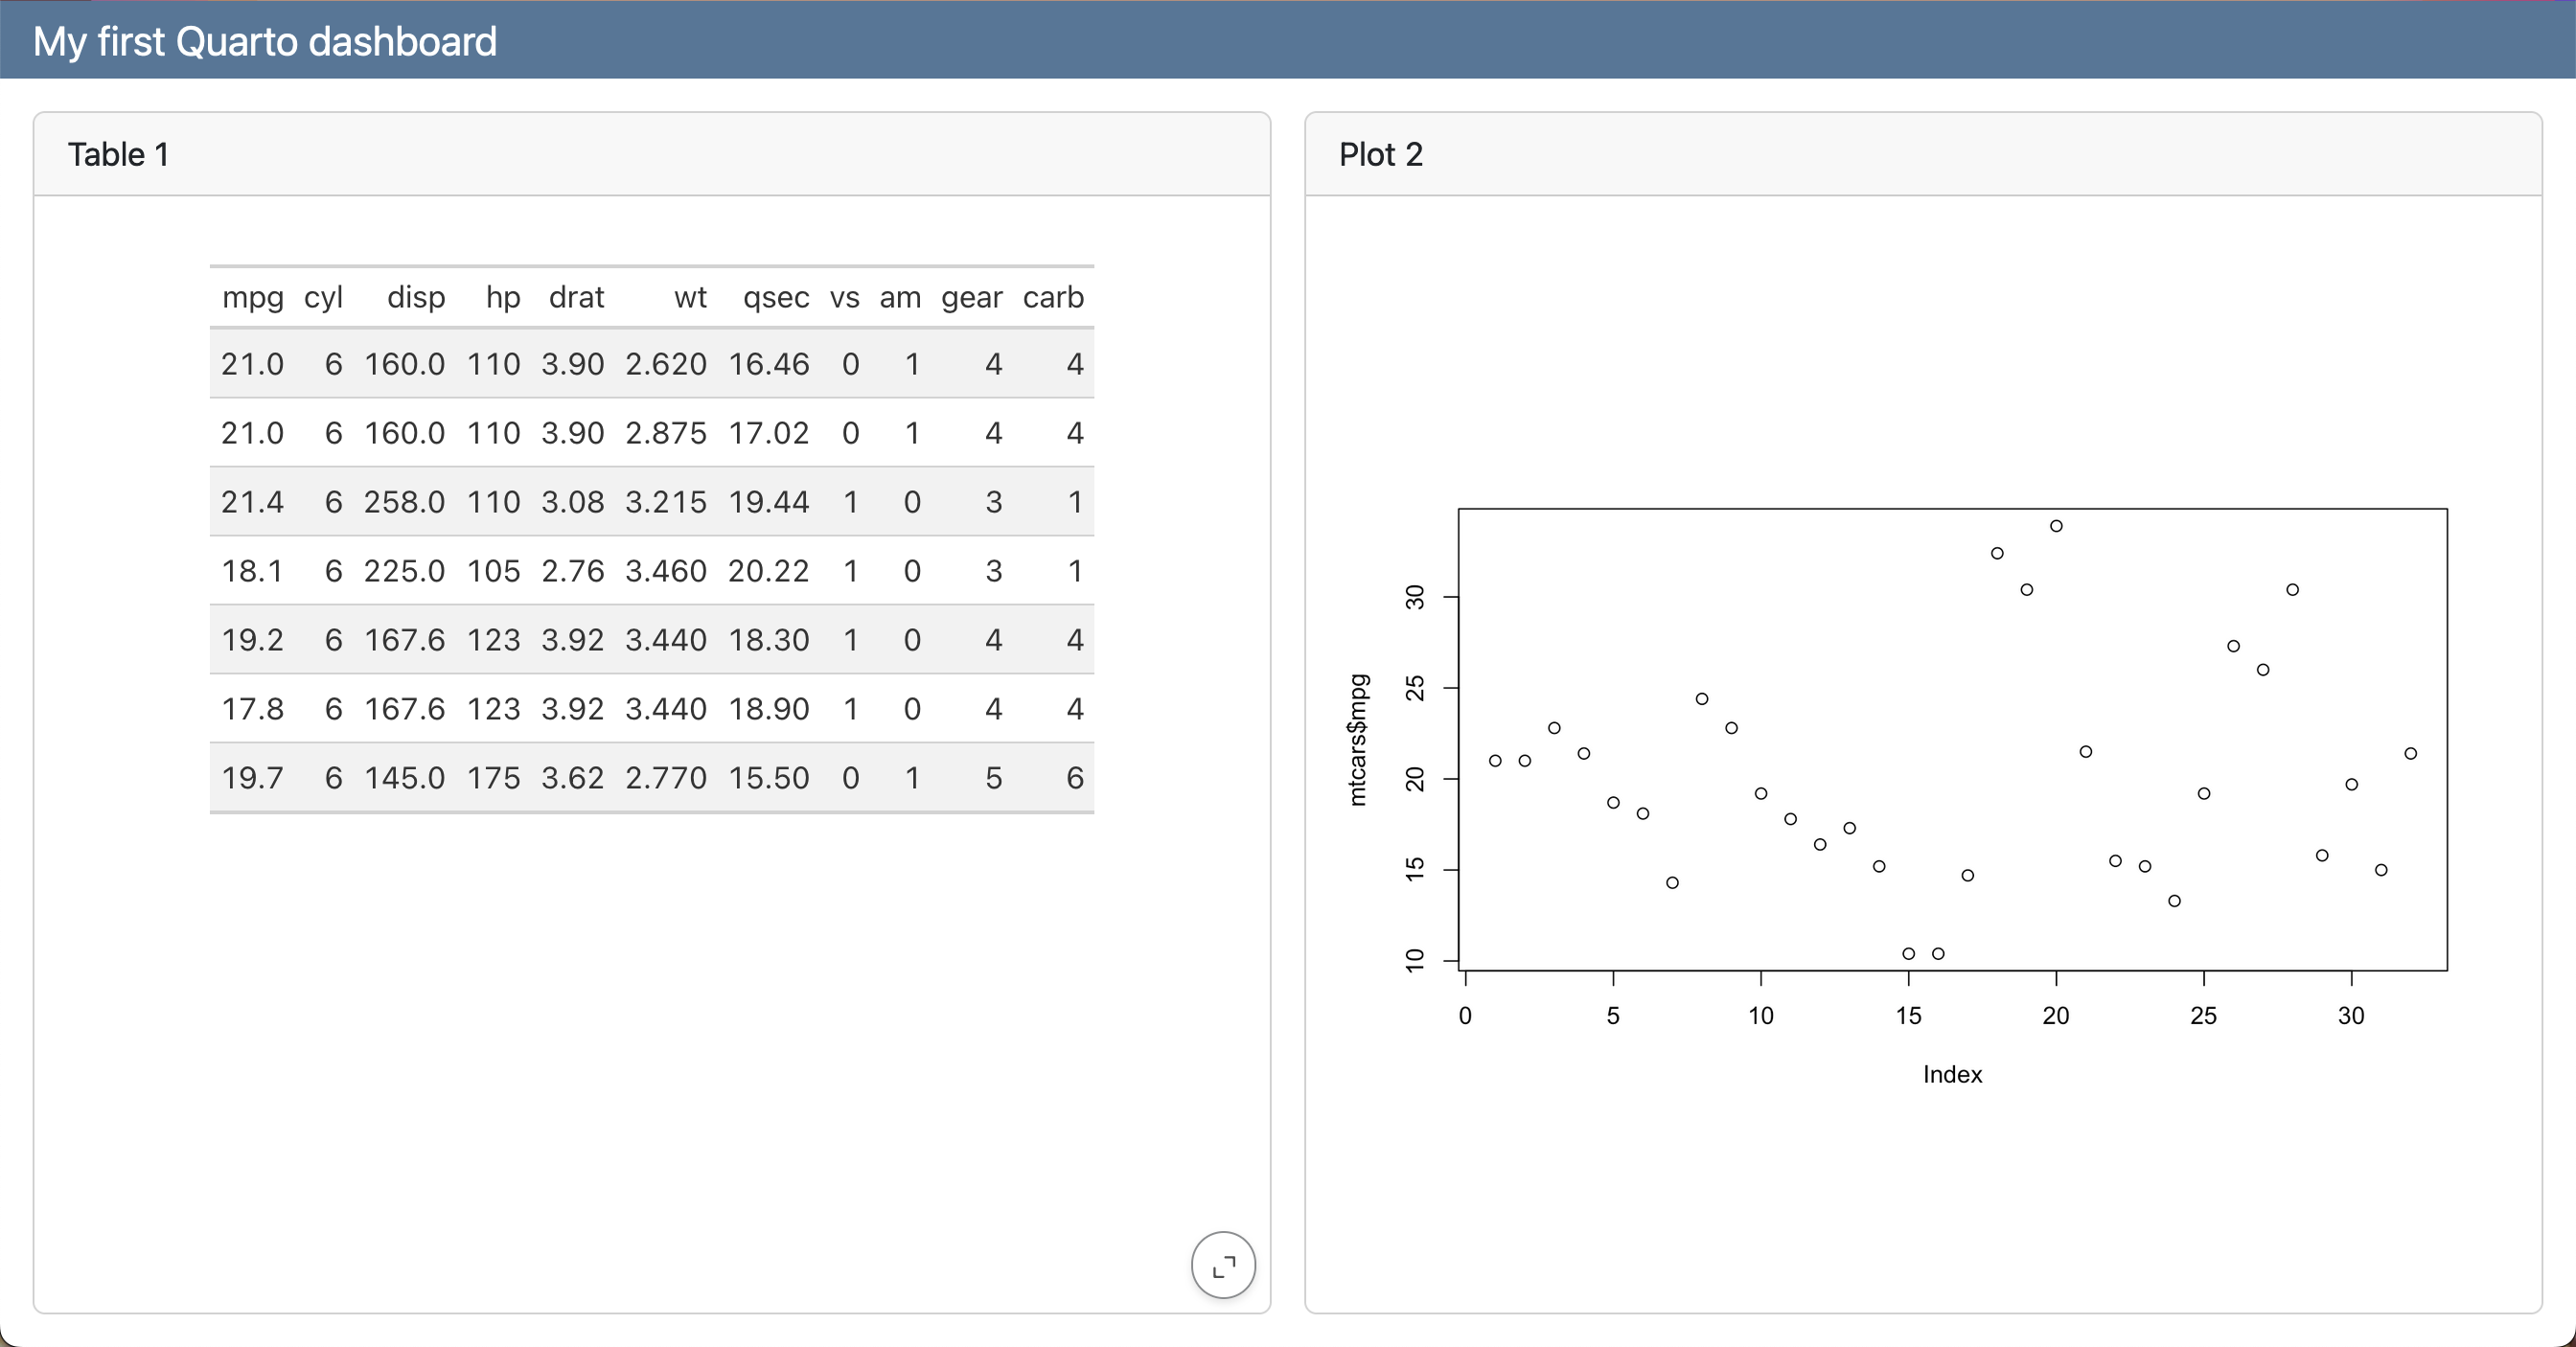 My first Quarto dashboard
Table 1
mpg cyl disp hp drat wt qsec vs am gear carb
21.0 6 160.0 110 3.90 2.620 16.46 0 1 4 4
21.0 6 160.0 110 3.90 2.875 17.02 0 1 4 4
21.4 6 258.0 110 3.08 3.215 19.44 1 0 3 1
18.1 6 225.0 105 2.76 3.460 20.22 1 0 3 1
19.2 6 167.6 123 3.92 3.440 18.30 1 0 4 4
17.8 6 167.6 123 3.92 3.440 18.90 1 0 4 4
19.7 6 145.0 175 3.62 2.770 15.50 0 1 5 6
Plot 2
mtcars$mpg
30
25
20
15
10
0 5 10 15 20 25 30
Index